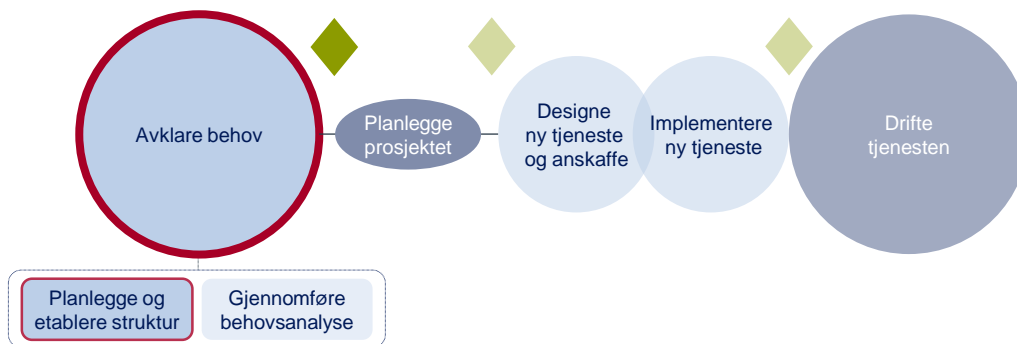 Avklare behov
Planlegge
prosjektet
Designe
ny tjeneste
og anskaffe
Implementere
ny tjeneste
Drifte
tjenesten
Planlegge og
etablere struktur
Gjennomføre
behovsanalyse